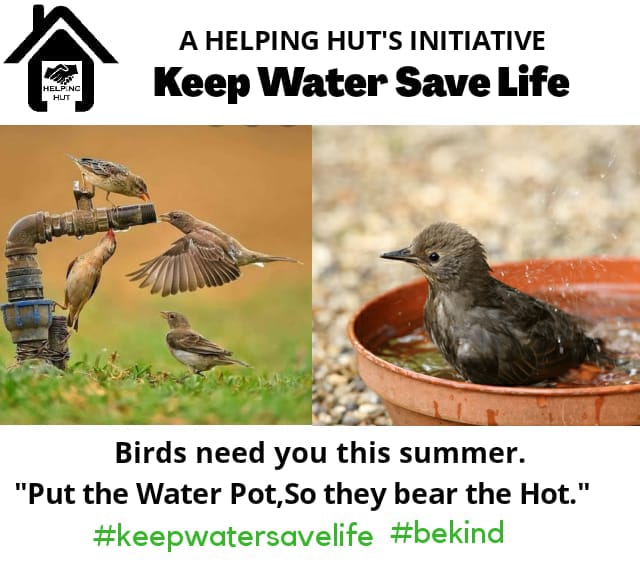 HELPING
HUT
A HELPING HUT'S INITIATIVE
Keep Water Save Life
Birds need you this summer.
"Put the Water Pot,So they bear the Hot."
#keepwatersavelife #bekind